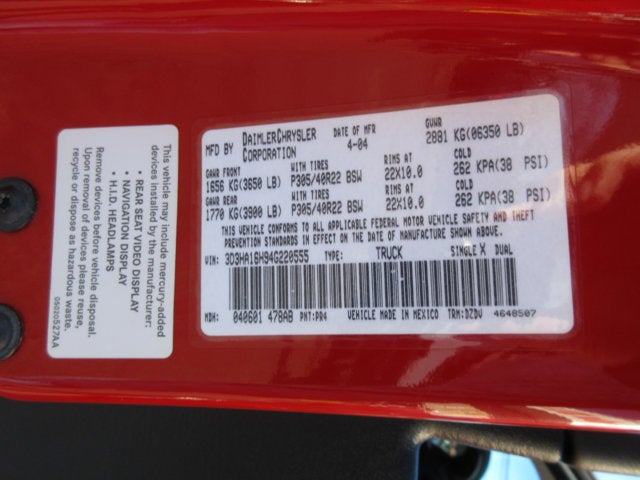 This vehicle may include mercury-added
devices installed by the manufacturer:
• REAR SEAT VIDEO DISPLAY
• NAVIGATION DISPLAY
• H.I.D. HEADLAMPS
Remove devices before vehicle disposal.
Upon removal of devices please reuse,
recycle or dispose as hazardous waste.
05020527AA
MFD BY DAIMLERCHRYSLER CORPORATION
DATE OF MFR 4-04
GVWR 2881 KG(06350 LB)
GAWR FRONT WITH TIRES RIMS AT COLD
1656 KG(3650 LB) P305/40R22 BSW 22X10.0 262 KPA(38 PSI)
GAWR REAR WITH TIRES RIMS AT COLD
1770 KG(3900 LB) P305/40R22 BSW 22X10.0 262 KPA(38 PSI)
THIS VEHICLE CONFORMS TO ALL APPLICABLE FEDERAL MOTOR VEHICLE SAFETY AND THEFT
PREVENTION STANDARDS IN EFFECT ON THE DATE OF MANUFACTURE SHOWN ABOVE.
VIN: 3D3HA16H94G220555 TYPE: TRUCK SINGLE X DUAL
MDH: 040601 478AB PNT:PR4 VEHICLE MADE IN MEXICO TRM:DZDV 4648507